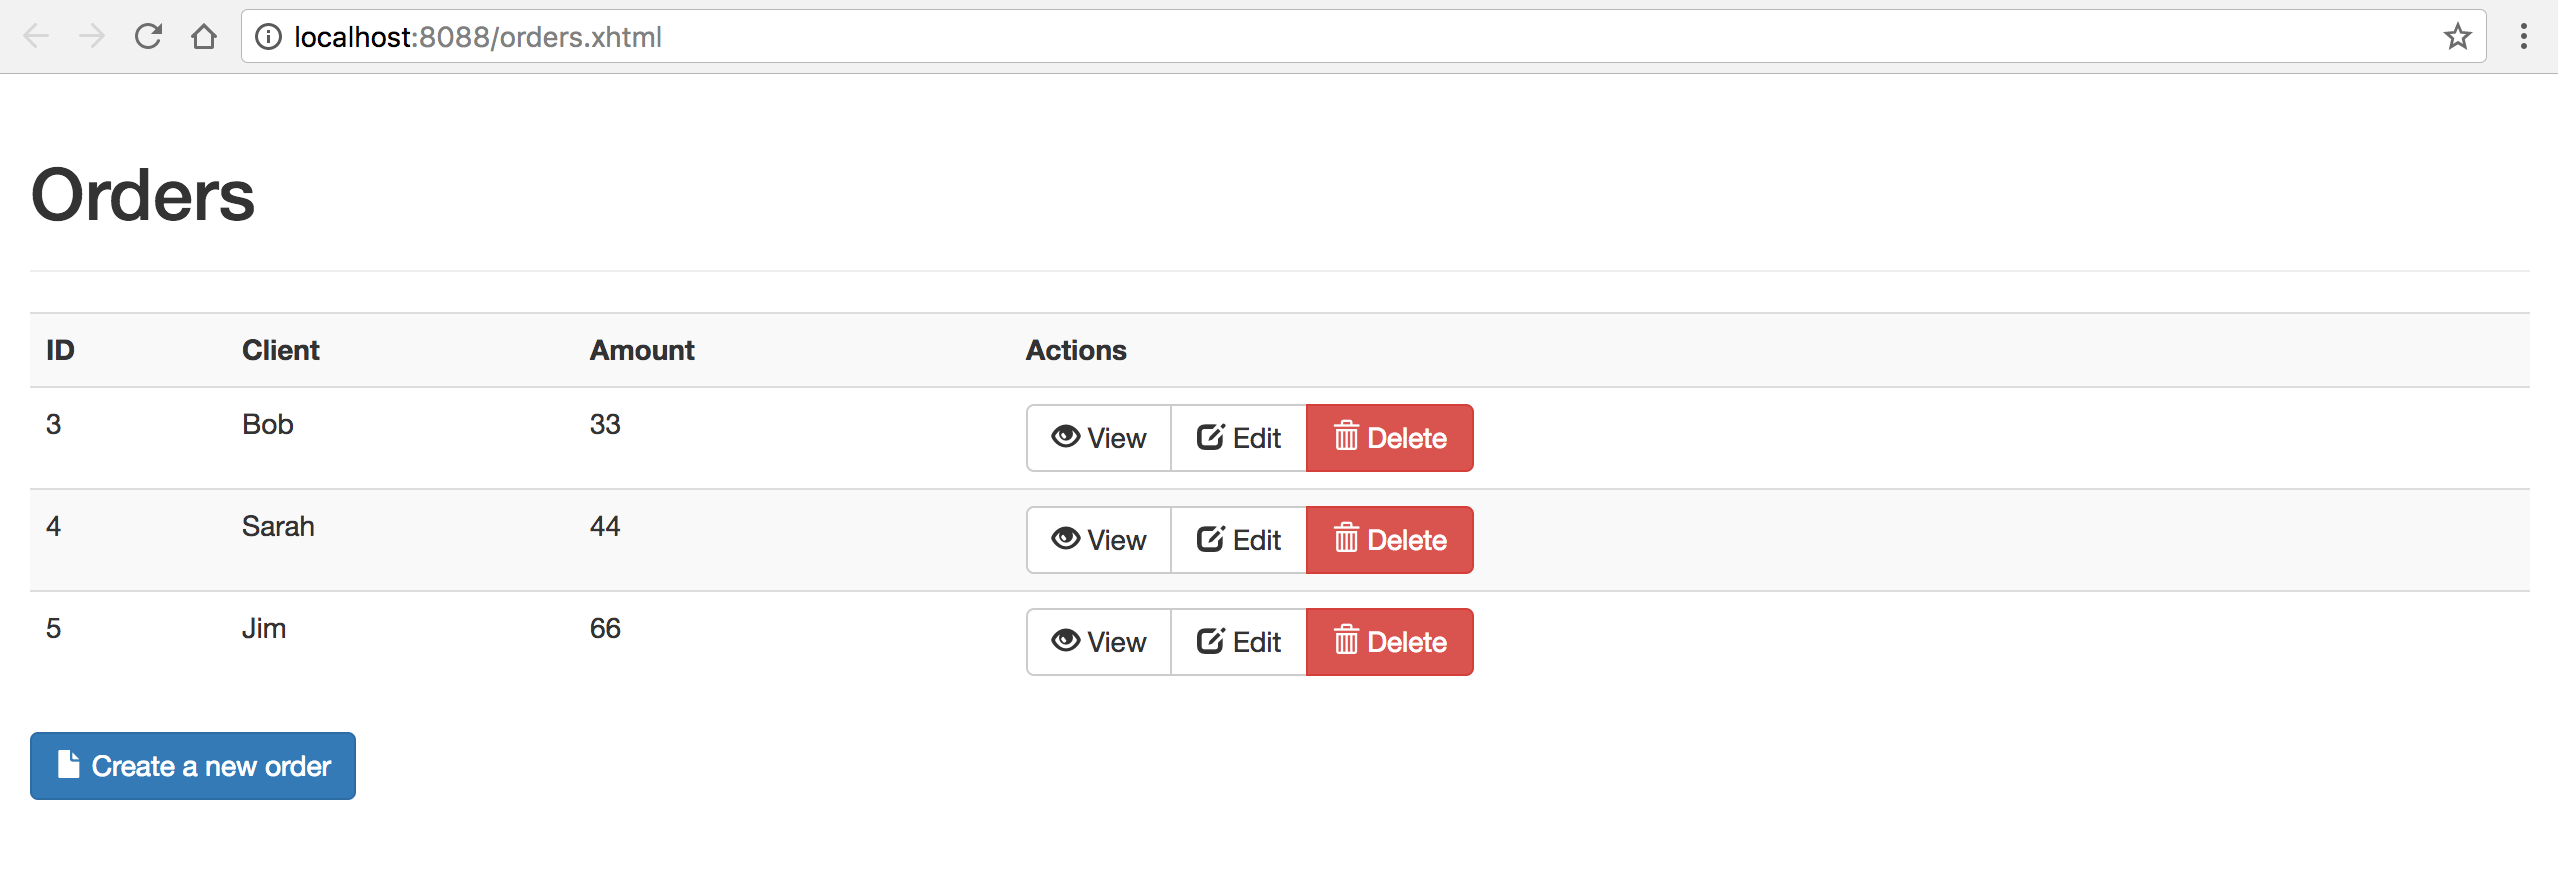 localhost:8088/orders.xhtml
Orders
ID Client Amount Actions
3 Bob 33 View Edit Delete
4 Sarah 44 View Edit Delete
5 Jim 66 View Edit Delete
Create a new order